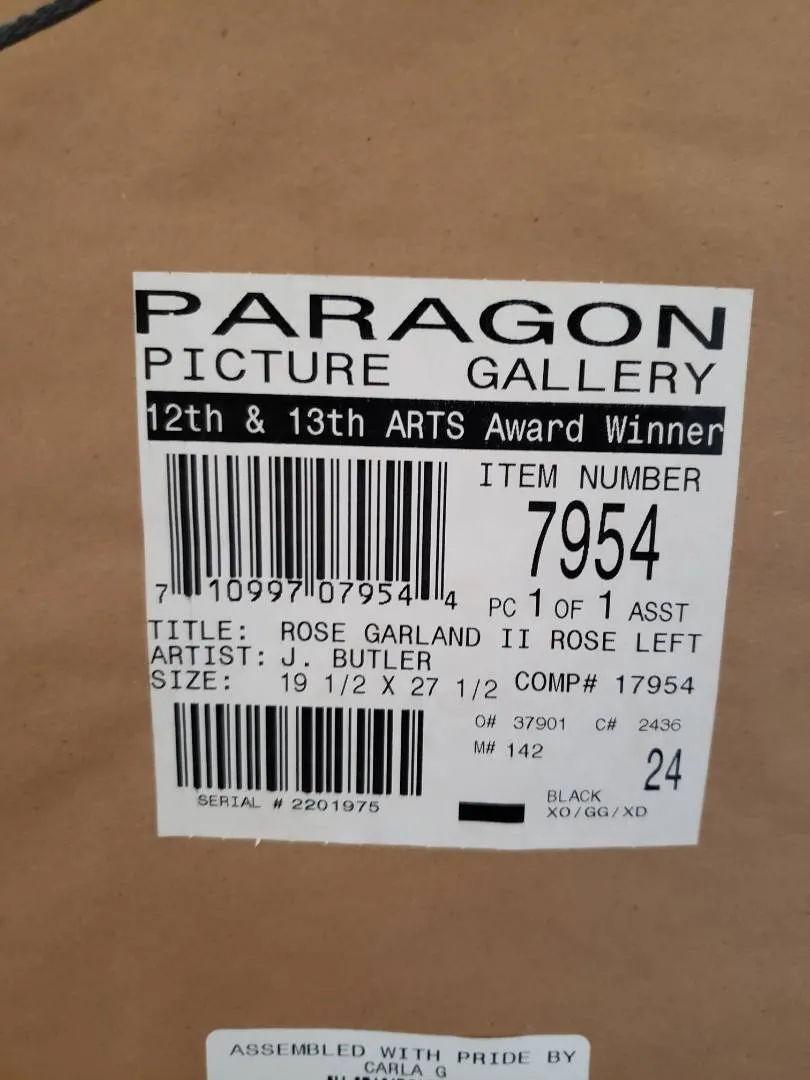 PARAGON
PICTURE GALLERY
12th & 13th ARTS Award Winner
ITEM NUMBER
7954
7 10997 07954 4
PC 1 OF 1 ASST
TITLE: ROSE GARLAND II ROSE LEFT
ARTIST: J. BUTLER
SIZE: 19 1/2 X 27 1/2 COMP# 17954
O# 37901 C# 2436
M# 142
24
SERIAL # 2201975
BLACK
XO/GG/XD
ASSEMBLED WITH PRIDE BY
CARLA G